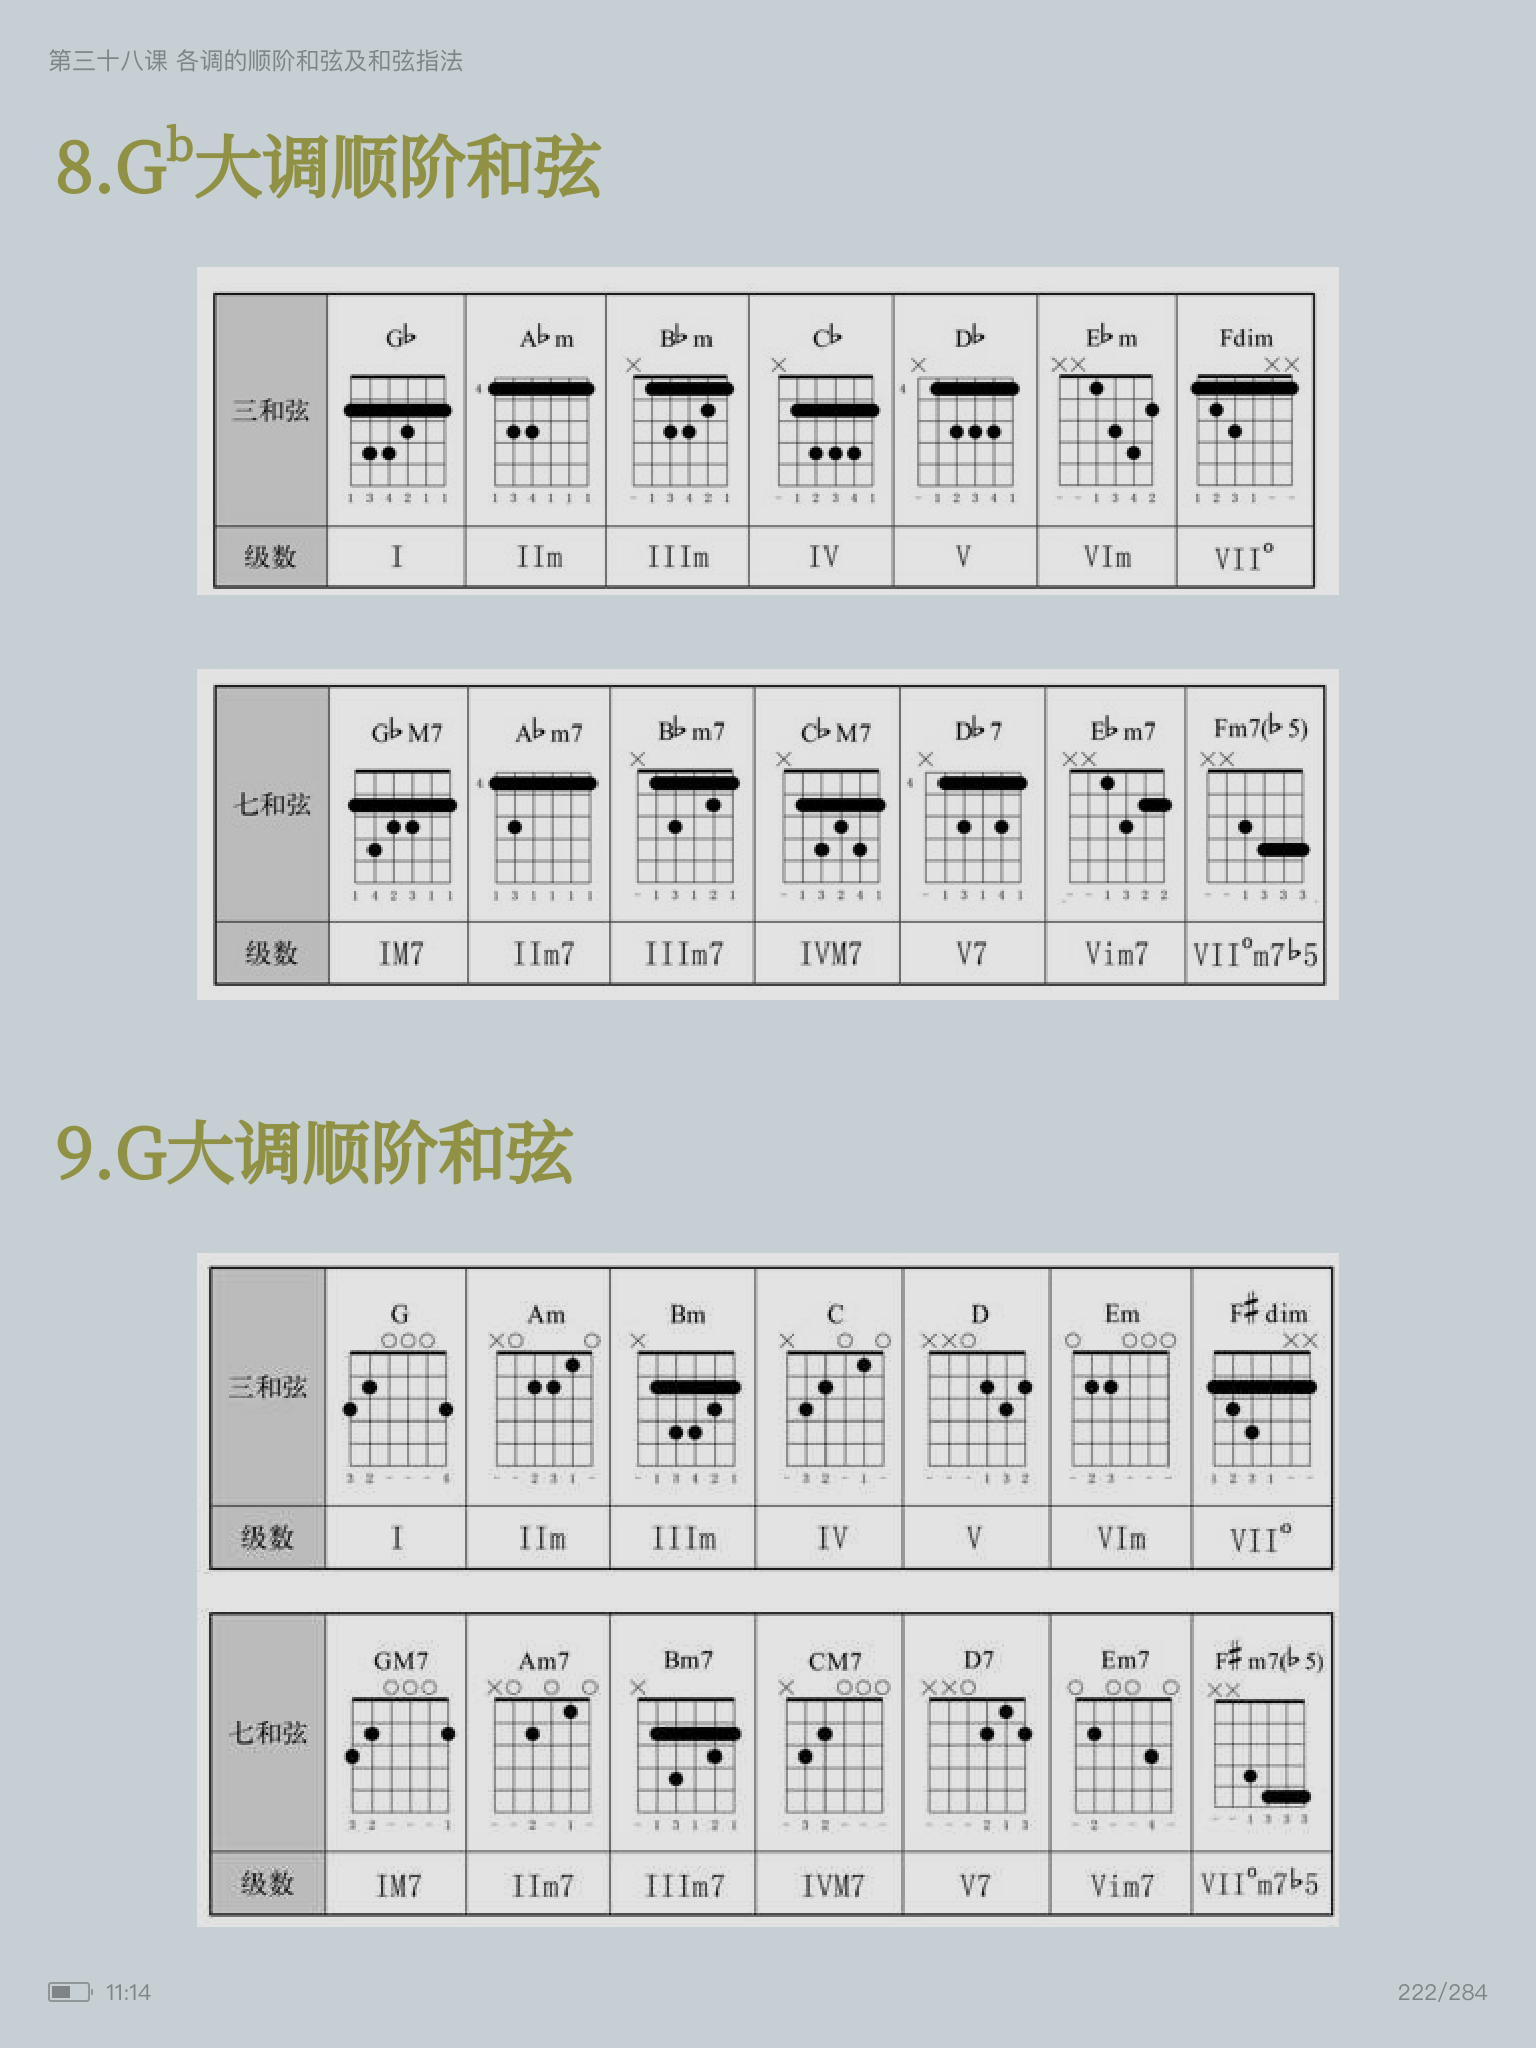 第三十八课 各调的顺阶和弦及和弦指法
8.G♭大调顺阶和弦
G♭ A♭m B♭m C♭ D♭ E♭m Fdim
× × × ×× ××
三和弦
4 4
1 3 4 2 1 1 1 3 4 1 1 1 - 1 3 4 2 1 - 1 2 3 4 1 - 1 2 3 4 1 - - 1 3 4 2 1 2 3 1 - -
级数 I IIm IIIm IV V VIm VII°
G♭M7 A♭m7 B♭m7 C♭M7 D♭7 E♭m7 Fm7(♭5)
× × × ×× ××
七和弦
4 4
1 4 2 3 1 1 1 3 1 1 1 1 - 1 3 1 2 1 - 1 3 2 4 1 - 1 3 1 4 1 - - 1 3 2 2 - - 1 3 3 3
级数 IM7 IIm7 IIIm7 IVM7 V7 Vim7 VII°m7♭5
9.G大调顺阶和弦
G Am Bm C D Em F♯dim
○○○ ×○ ○ × × ○ ○ ××○ ○ ○○○ ××
三和弦
3 2 - - - 4 - - 2 3 1 - - 1 3 4 2 1 - 3 2 - 1 - - - - 1 3 2 - 2 3 - - - 1 2 3 1 - -
级数 I IIm IIIm IV V VIm VII°
GM7 Am7 Bm7 CM7 D7 Em7 F♯m7(♭5)
○○○ ×○ ○ ○ × × ○○○ ××○ ○ ○○ ○ ××
七和弦
3 2 - - - 1 - - 2 - 1 - - 1 3 1 2 1 - 3 2 - - - - - - 2 1 3 - 2 - - 4 - - - 1 3 3 3
级数 IM7 IIm7 IIIm7 IVM7 V7 Vim7 VII°m7♭5
11:14 222/284